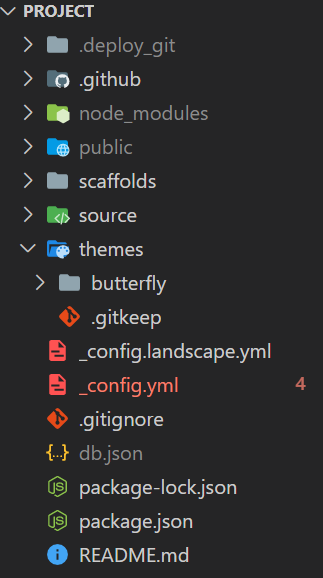 PROJECT
.deploy_git
.github
node_modules
public
scaffolds
source
themes
butterfly
.gitkeep
_config.landscape.yml
_config.yml 4
.gitignore
db.json
package-lock.json
package.json
README.md